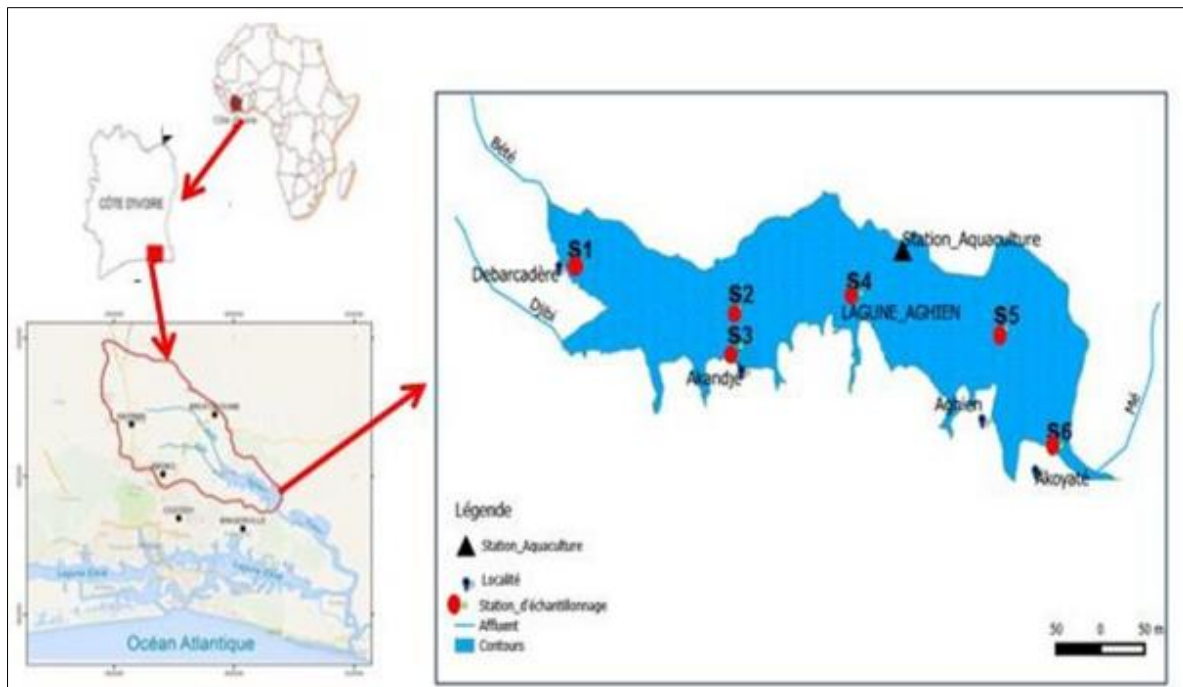 CÔTE D'IVOIRE
Océan Atlantique
Bété
Djibi
Debarcadère
S1
S2
S3
Akandje
S4
LAGUNE_AGHIEN
Station_Aquaculture
S5
Aghien
S6
Akoyaté
Mé
Légende
Station_Aquaculture
Localité
Station_d'échantillonnage
Affluent
Contours
50 0 50 m